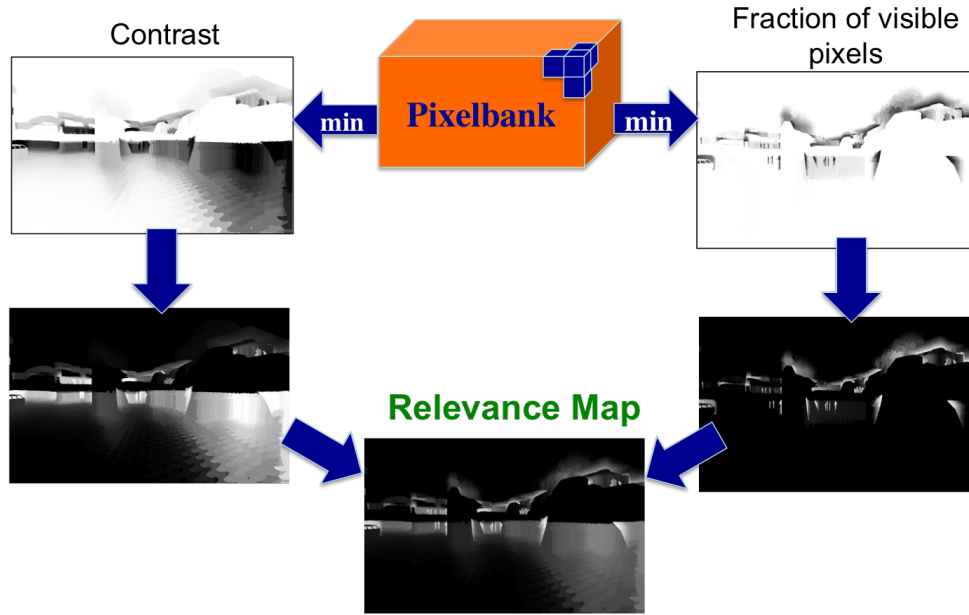 Contrast
Fraction of visible
pixels
min
Pixelbank
min
Relevance Map